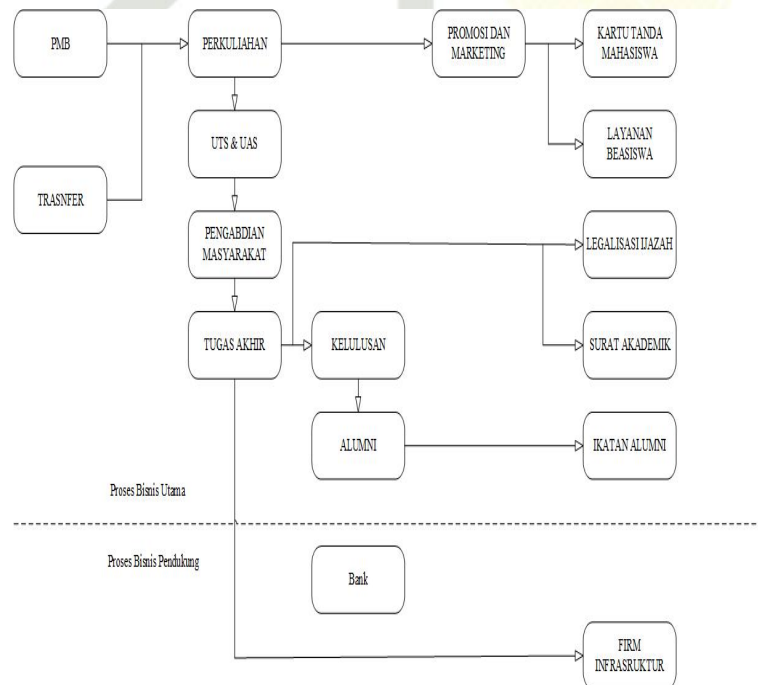 PMB
PERKULIAHAN
PROMOSI DAN
MARKETING
KARTU TANDA
MAHASISWA
UTS & UAS
LAYANAN
BEASISWA
TRASNFER
PENGABDIAN
MASYARAKAT
LEGALISASI IJAZAH
TUGAS AKHIR
KELULUSAN
SURAT AKADEMIK
ALUMNI
IKATAN ALUMNI
Proses Bisnis Utama
Proses Bisnis Pendukung
Bank
FIRM
INFRASRUKTUR